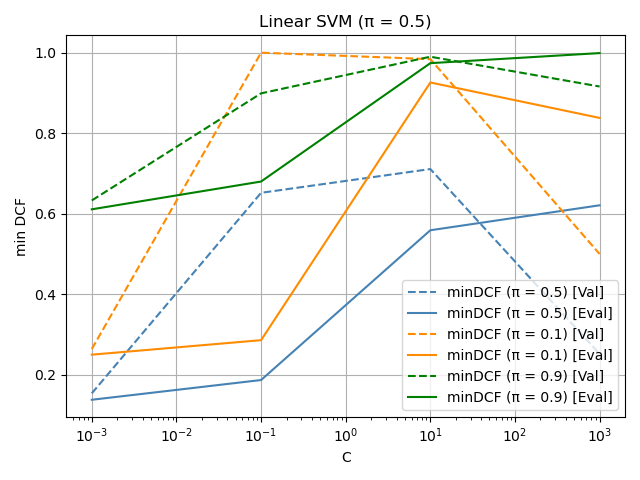 Linear SVM (π = 0.5)
min DCF
1.0
0.8
0.6
0.4
0.2
minDCF (π = 0.5) [Val]
minDCF (π = 0.5) [Eval]
minDCF (π = 0.1) [Val]
minDCF (π = 0.1) [Eval]
minDCF (π = 0.9) [Val]
minDCF (π = 0.9) [Eval]
10⁻³ 10⁻² 10⁻¹ 10⁰ 10¹ 10² 10³
C